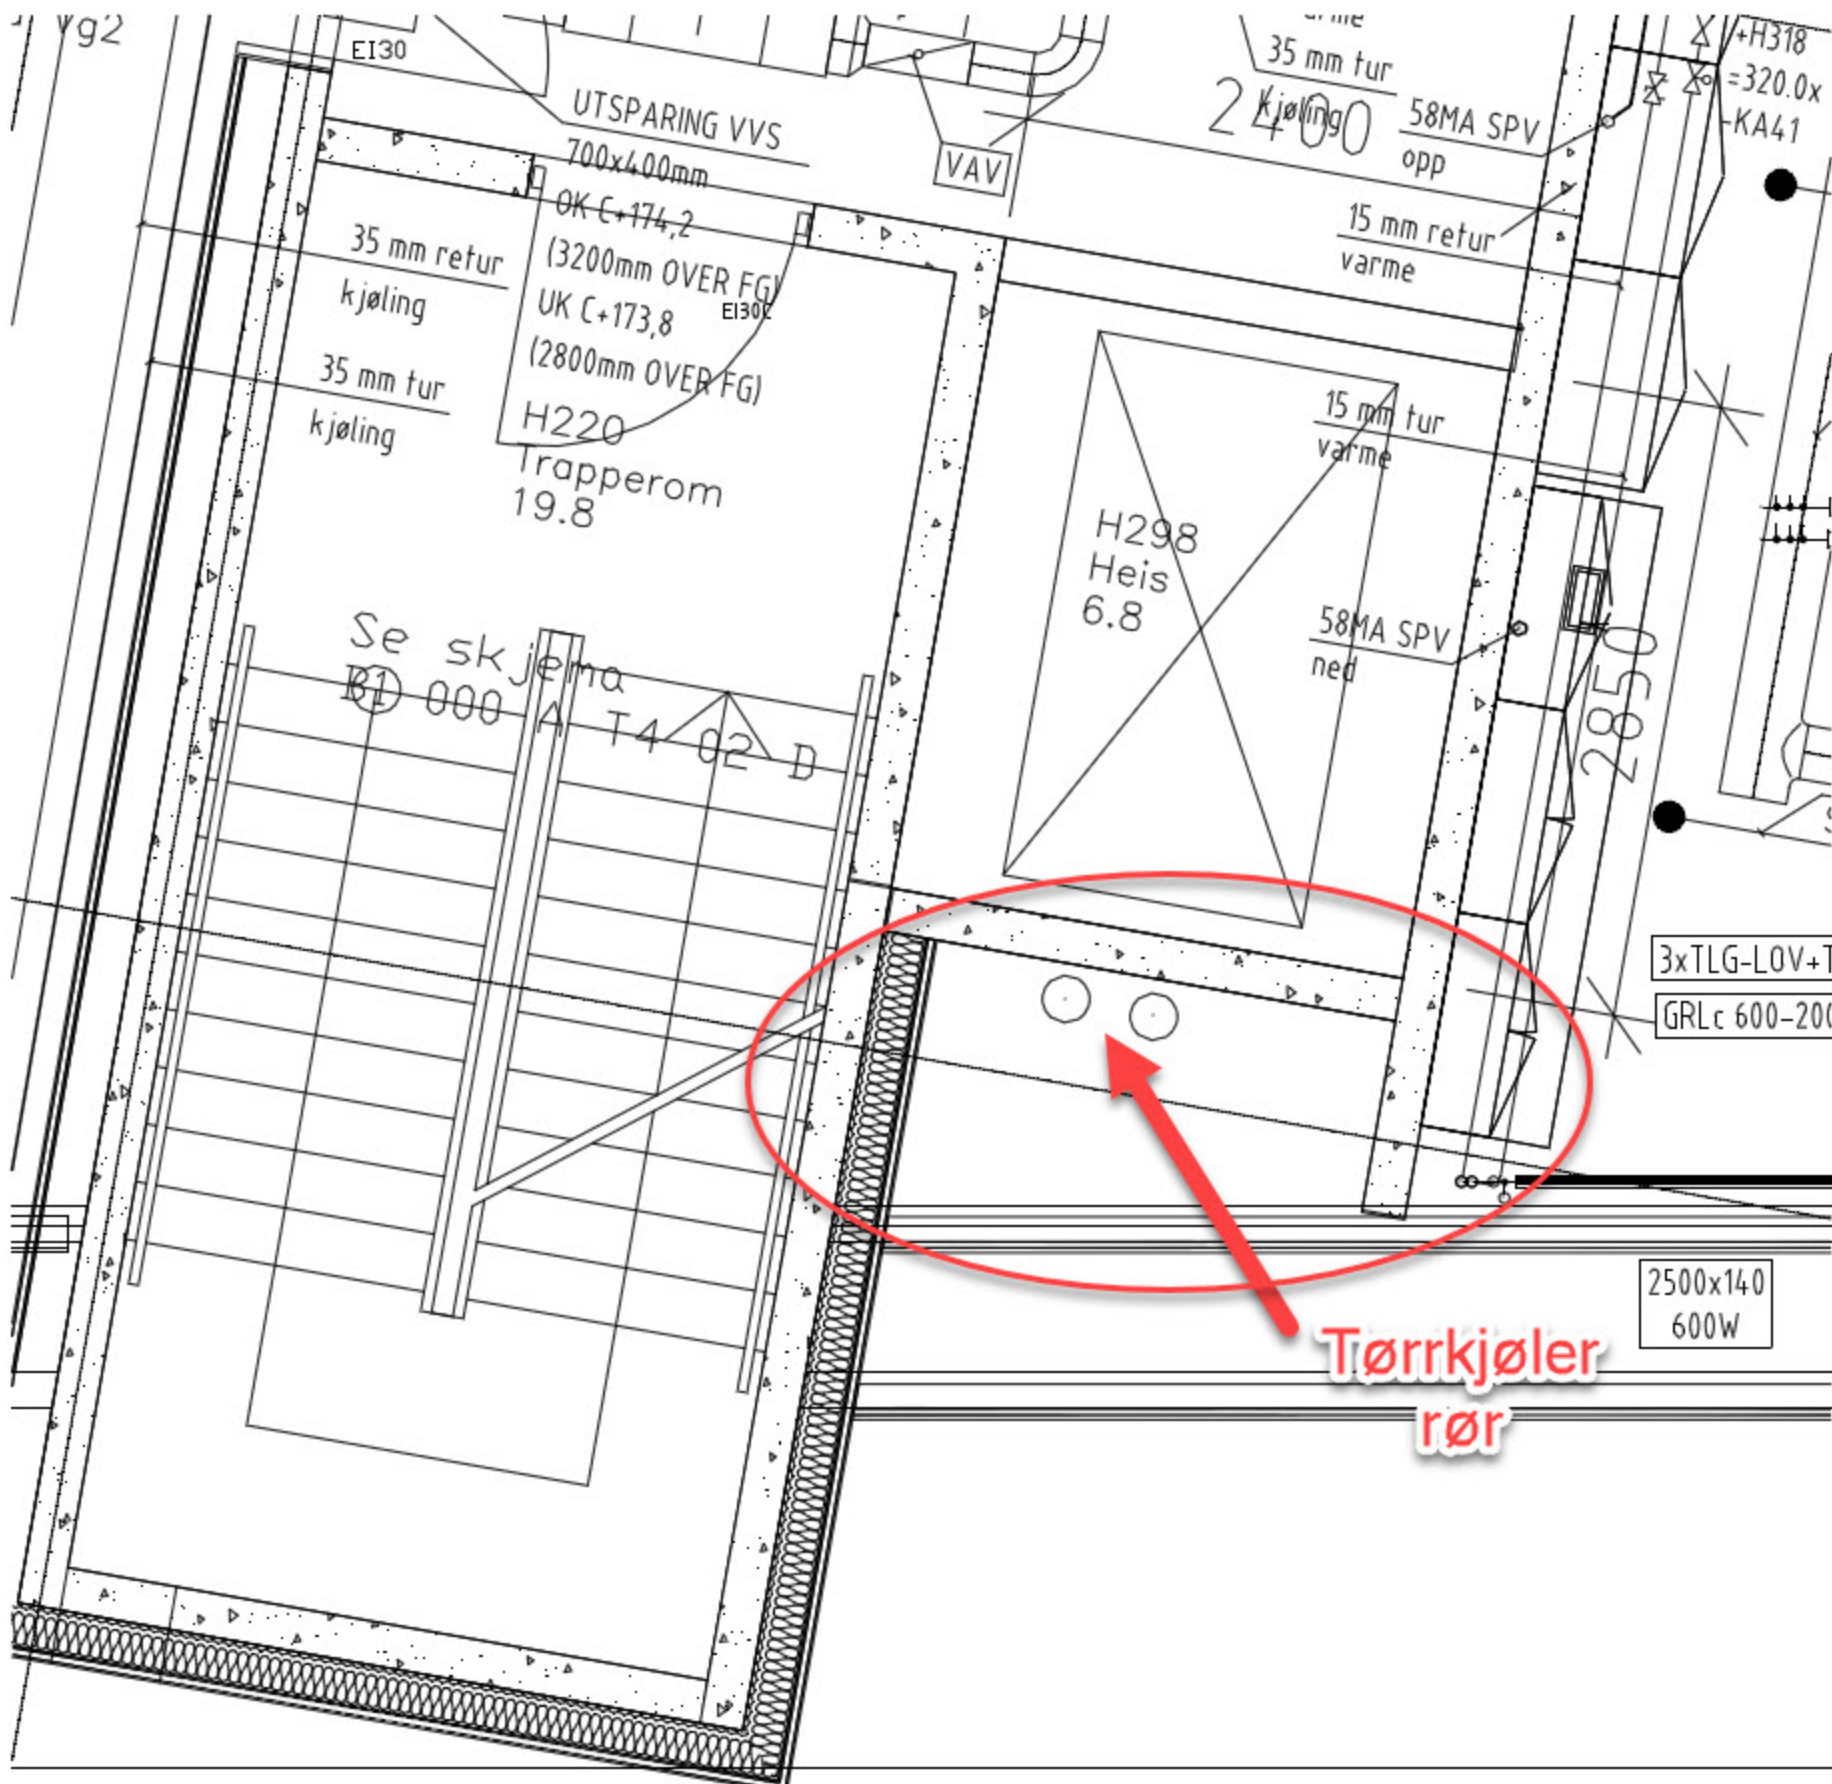 Vg2
EI30
UTSPARING VVS
700x400mm
OK C+174,2
(3200mm OVER FG)
UK C+173,8
(2800mm OVER FG)
EI30C
VAV
35 mm tur
kjøling
2400
58MA SPV
opp
+H318
=320.0x
-KA41
15 mm retur
varme
35 mm retur
kjøling
35 mm tur
kjøling
H220
Trapperom
19.8
15 mm tur
varme
H298
Heis
6.8
58MA SPV
ned
2850
Se skjema
B1 000 A T4 02 D
3xTLG-LOV+T
GRLc 600-200
2500x140
600W
Tørrkjøler
rør